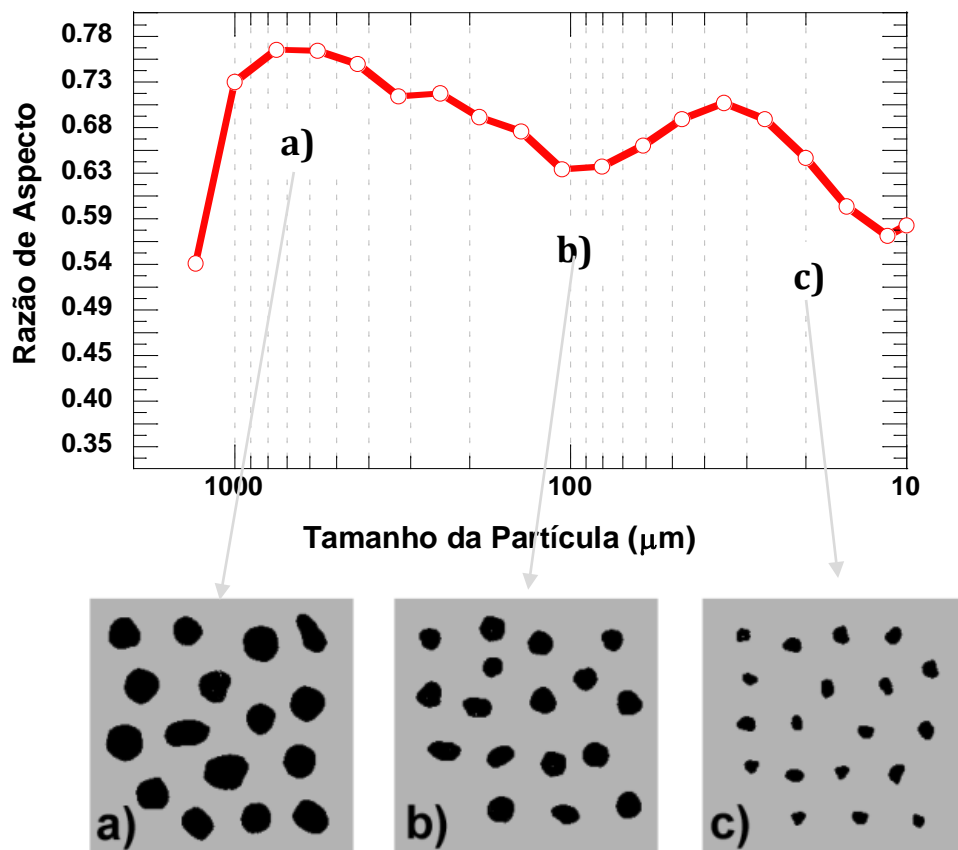 0.78
0.73
0.68
0.63
0.59
0.54
0.49
0.45
0.40
0.35
Razão de Aspecto
a)
b)
c)
1000
100
10
Tamanho da Partícula (μm)
a)
b)
c)